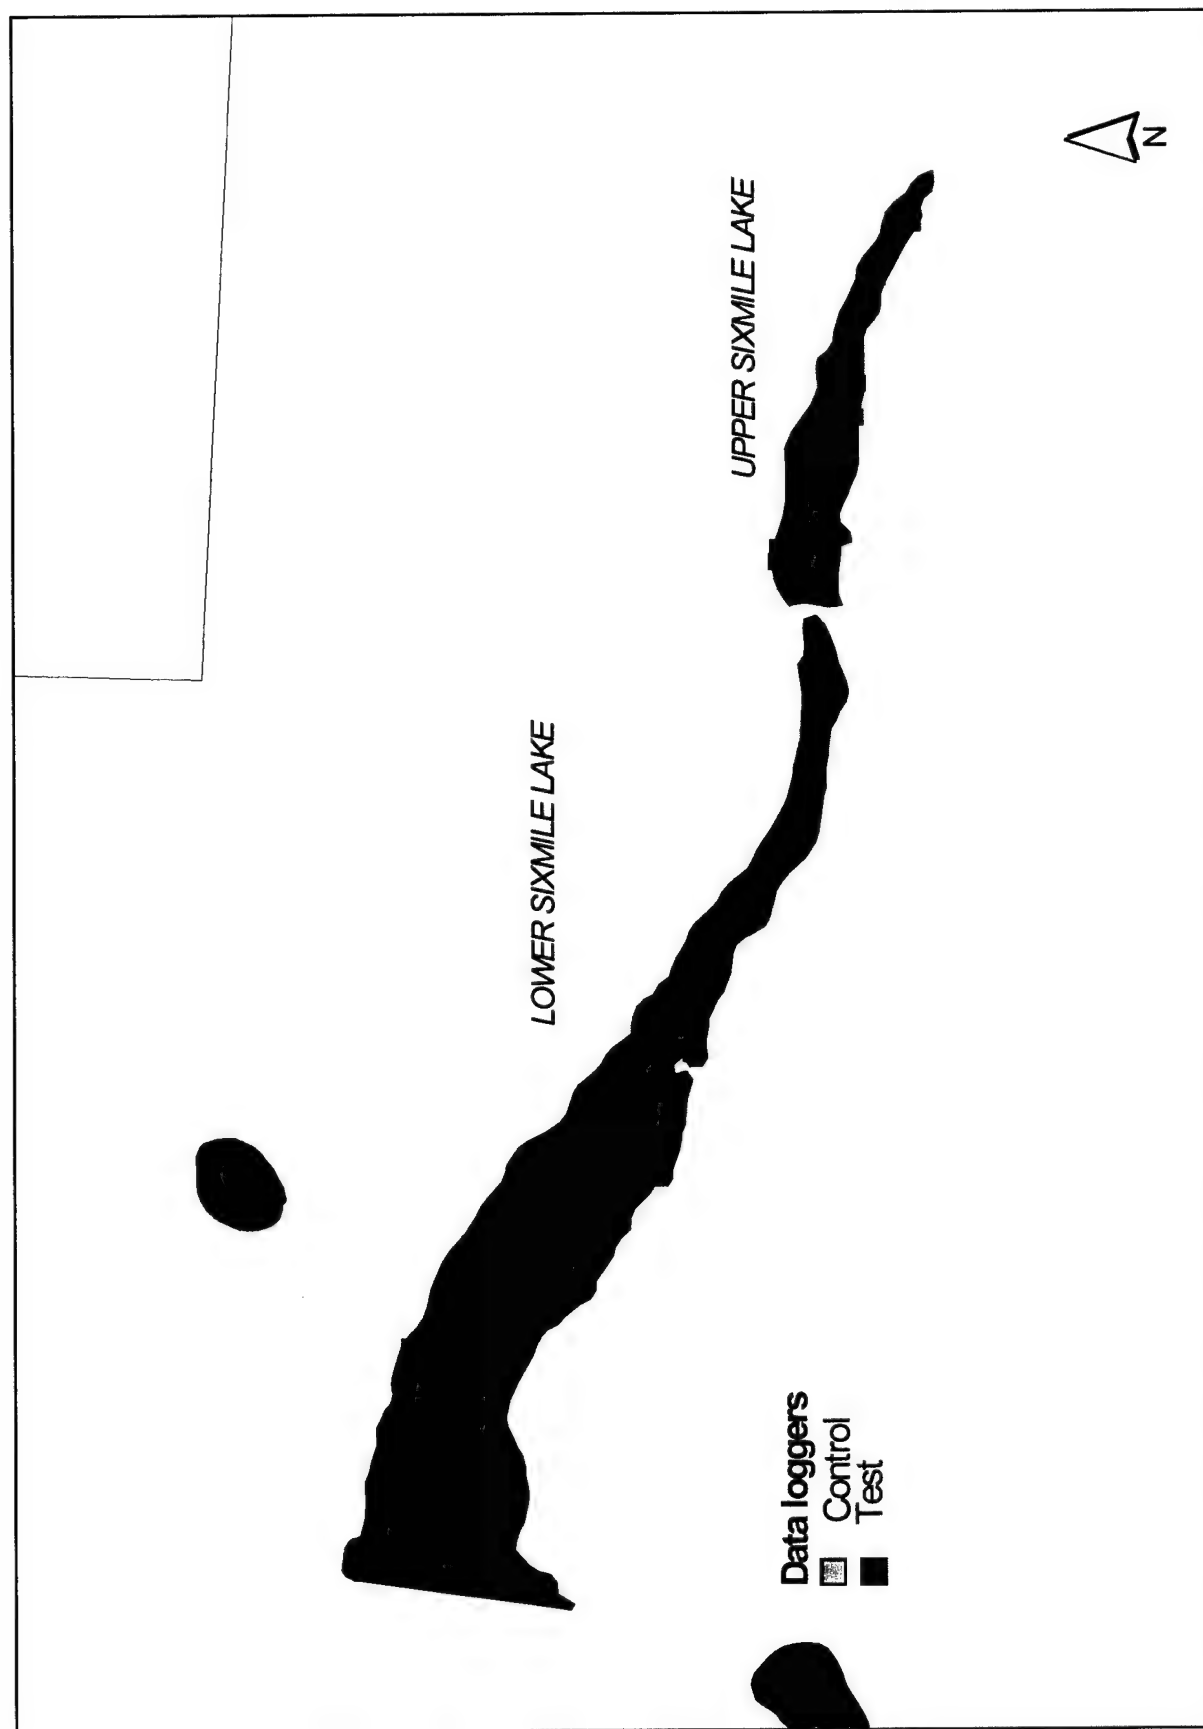 LOWER SIXMILE LAKE
UPPER SIXMILE LAKE
Data loggers
Control
Test
N